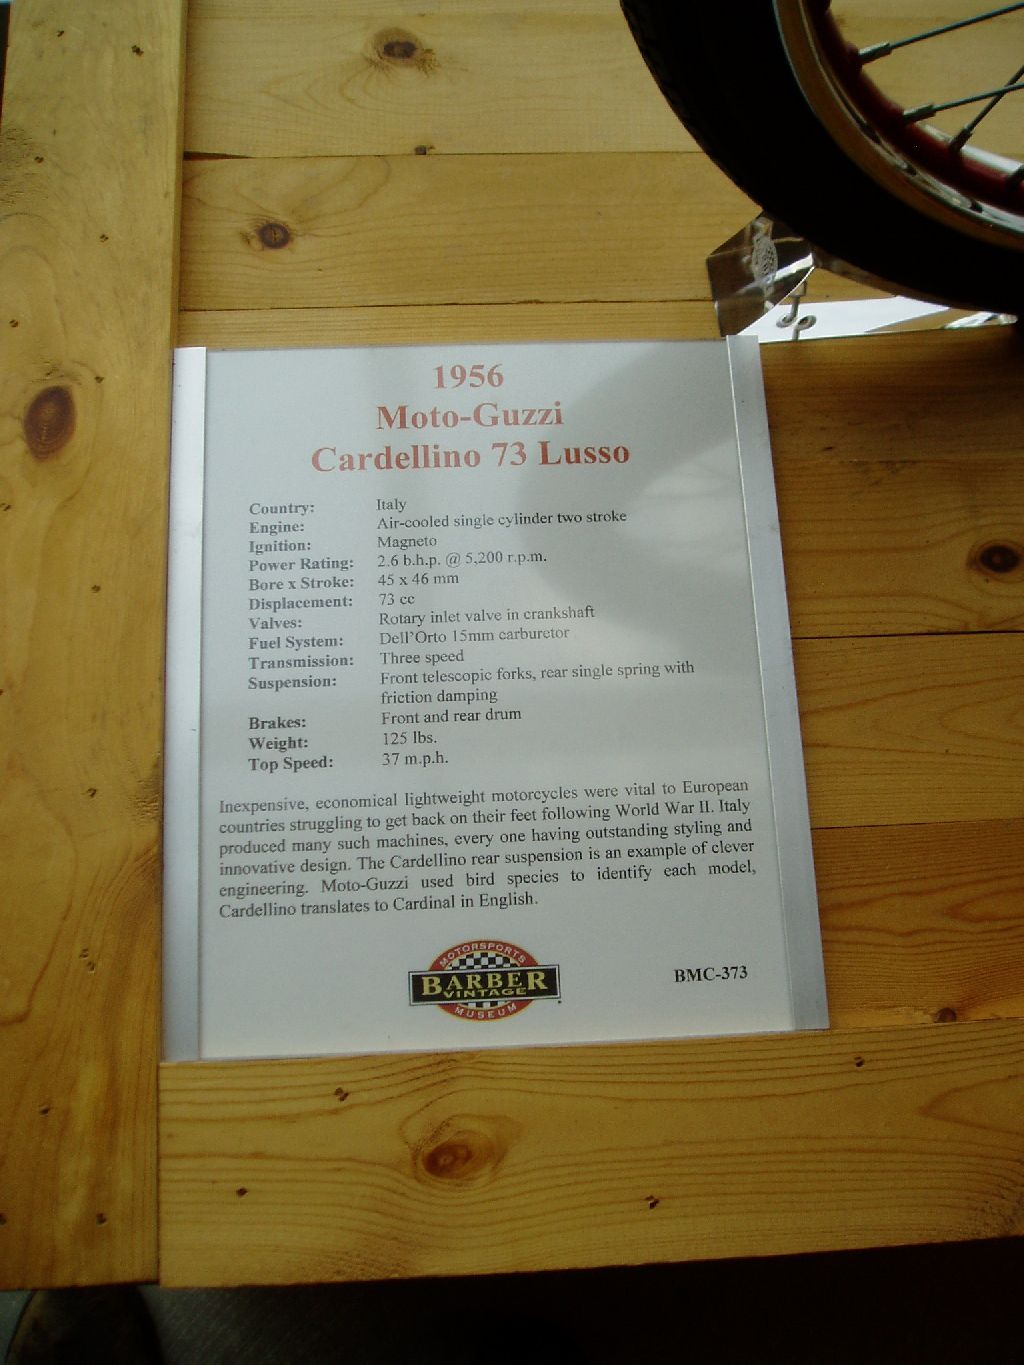 1956
Moto-Guzzi
Cardellino 73 Lusso
Country: Italy
Engine: Air-cooled single cylinder two stroke
Ignition: Magneto
Power Rating: 2.6 b.h.p. @ 5,200 r.p.m.
Bore x Stroke: 45 x 46 mm
Displacement: 73 cc
Valves: Rotary inlet valve in crankshaft
Fuel System: Dell'Orto 15mm carburetor
Transmission: Three speed
Suspension: Front telescopic forks, rear single spring with
friction damping
Brakes: Front and rear drum
Weight: 125 lbs.
Top Speed: 37 m.p.h.
Inexpensive, economical lightweight motorcycles were vital to European
countries struggling to get back on their feet following World War II. Italy
produced many such machines, every one having outstanding styling and
innovative design. The Cardellino rear suspension is an example of clever
engineering. Moto-Guzzi used bird species to identify each model,
Cardellino translates to Cardinal in English.
MOTORSPORTS
BARBER
VINTAGE
MUSEUM
BMC-373